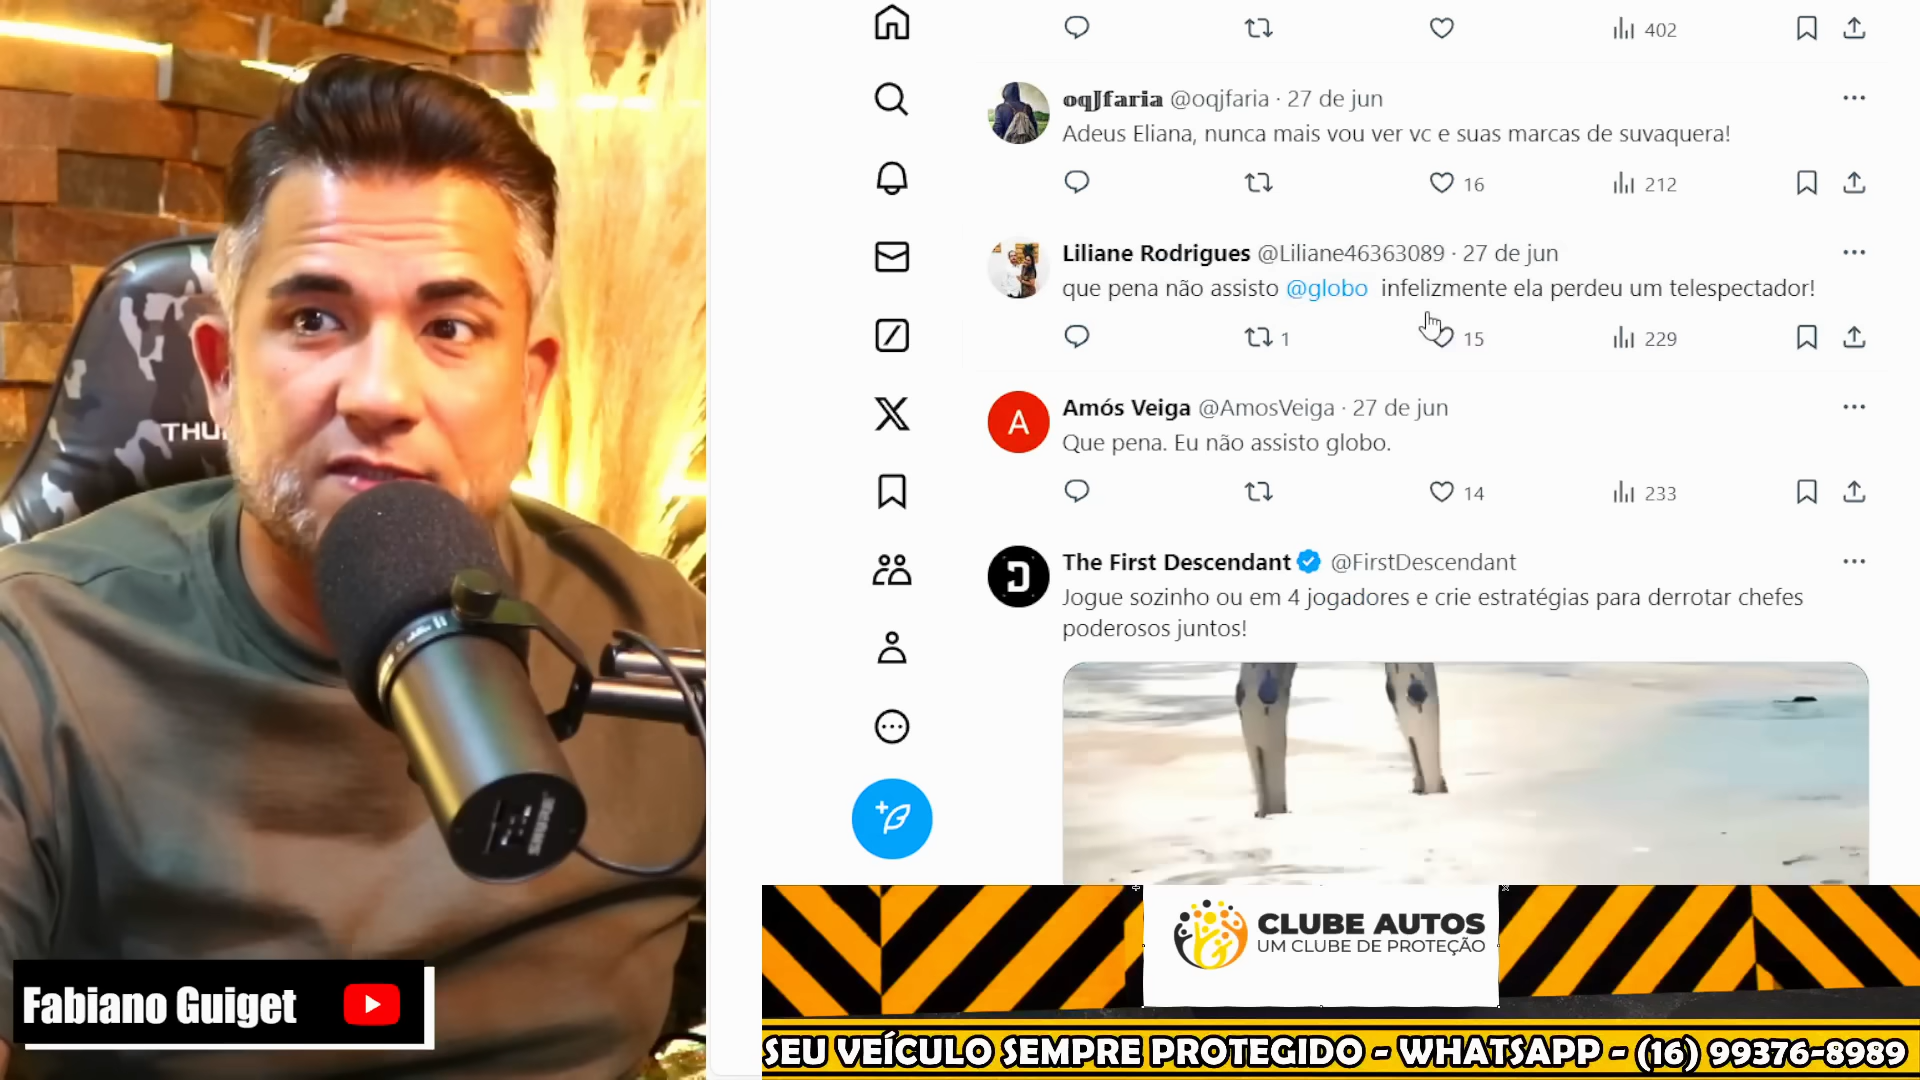 402
oqJfaria @oqjfaria · 27 de jun
Adeus Eliana, nunca mais vou ver vc e suas marcas de suvaquera!
16 212
Liliane Rodrigues @Liliane46363089 · 27 de jun
que pena não assisto @globo infelizmente ela perdeu um telespectador!
1 15 229
Amós Veiga @AmosVeiga · 27 de jun
A
Que pena. Eu não assisto globo.
14 233
The First Descendant @FirstDescendant
Jogue sozinho ou em 4 jogadores e crie estratégias para derrotar chefes
poderosos juntos!
THU
SHURE
CLUBE AUTOS
UM CLUBE DE PROTEÇÃO
Fabiano Guiget
SEU VEÍCULO SEMPRE PROTEGIDO - WHATSAPP - (16) 99376-8989